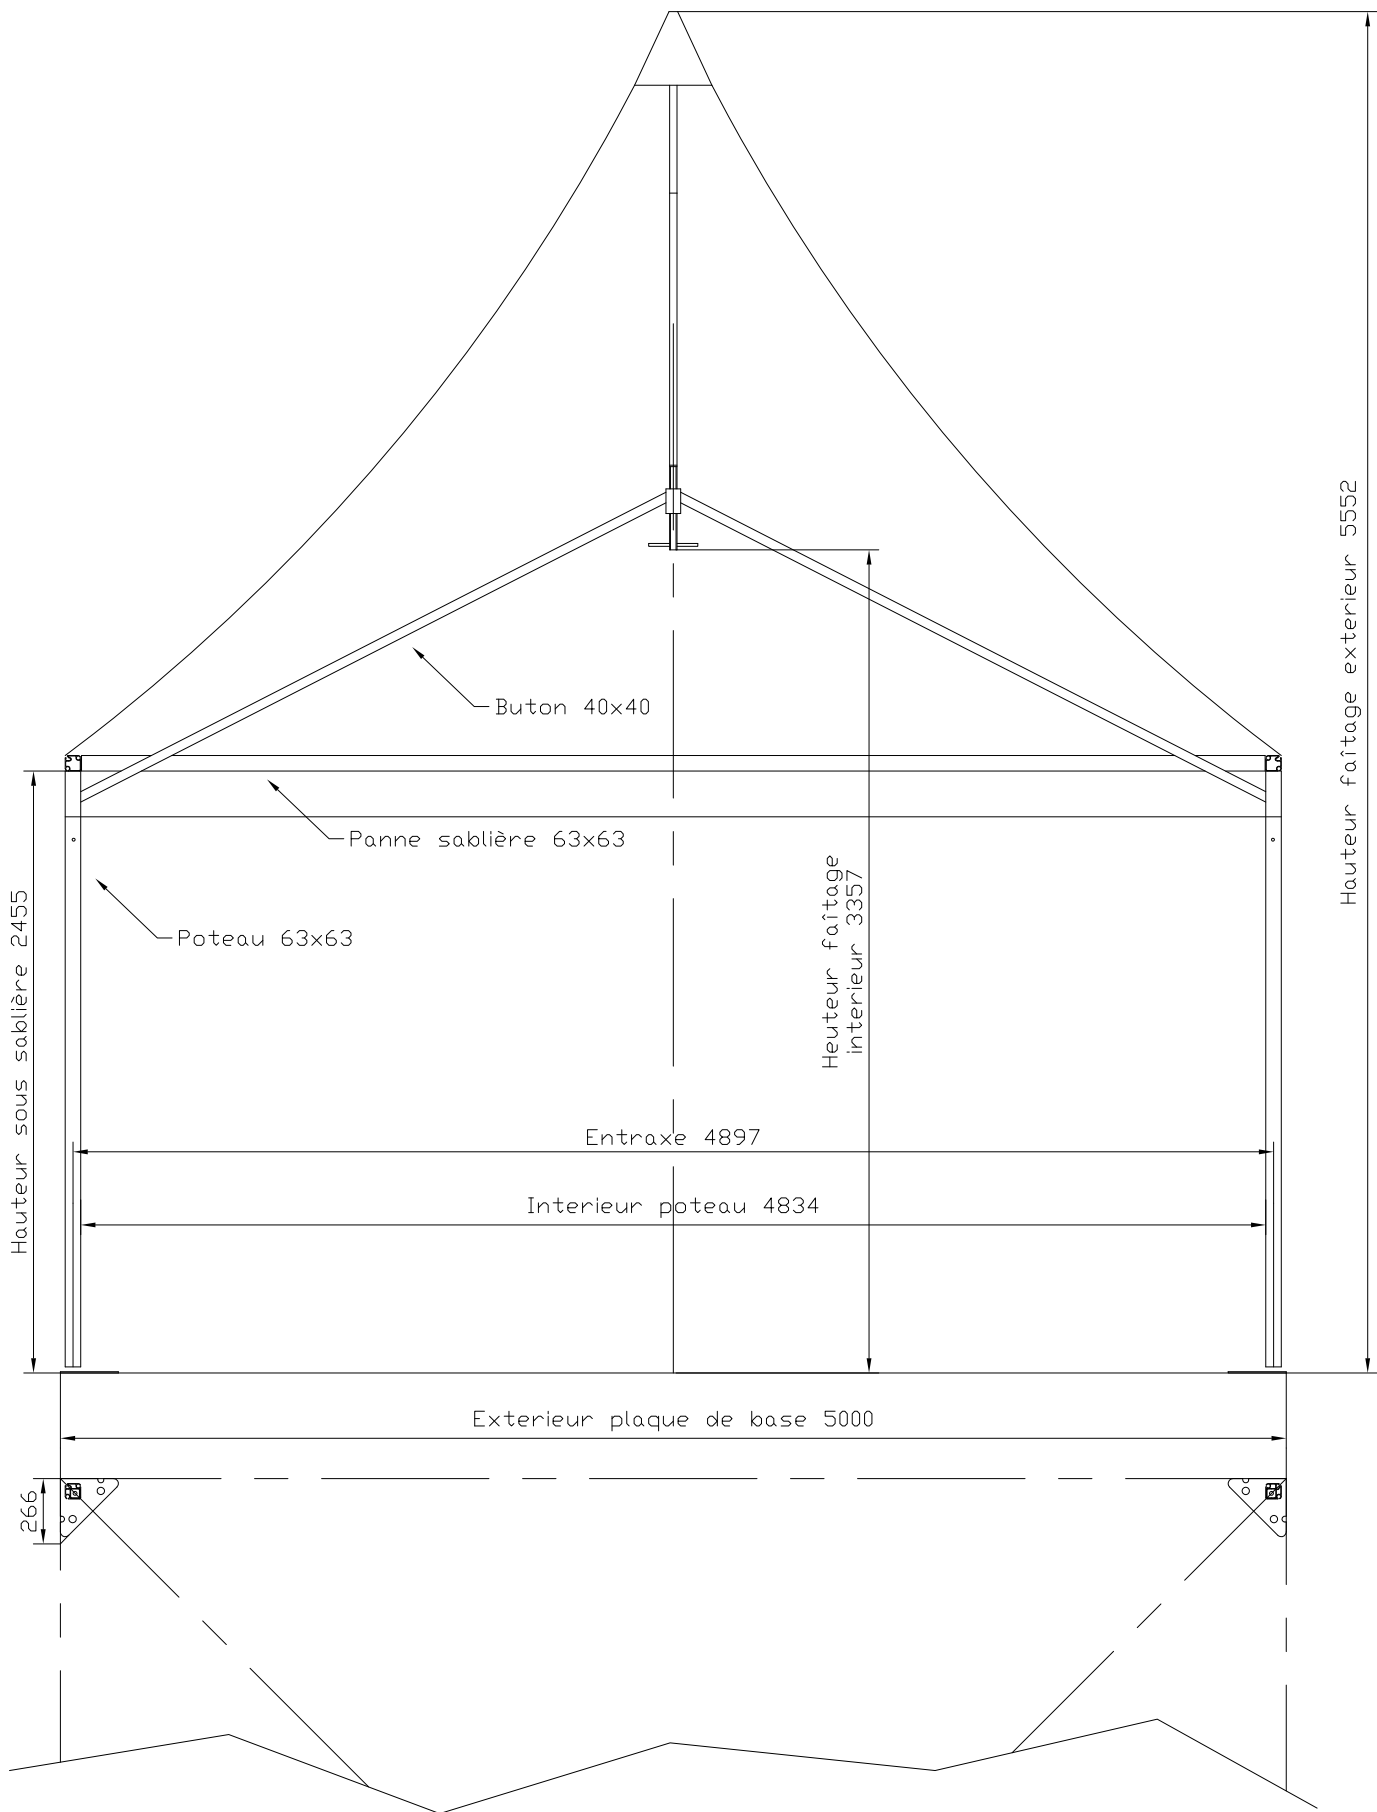 Hauteur faîtage exterieur 5552
Buton 40x40
Panne sablière 63x63
Poteau 63x63
Hauteur sous sablière 2455
Heuteur faîtage
interieur 3357
Entraxe 4897
Interieur poteau 4834
Exterieur plaque de base 5000
266